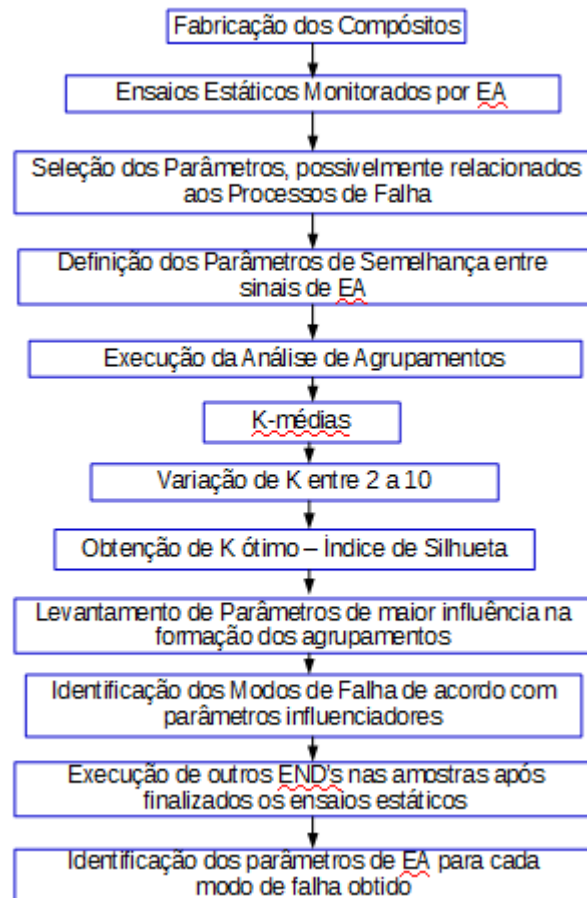 Fabricação dos Compósitos
Ensaios Estáticos Monitorados por EA
Seleção dos Parâmetros, possivelmente relacionados
aos Processos de Falha
Definição dos Parâmetros de Semelhança entre
sinais de EA
Execução da Análise de Agrupamentos
K-médias
Variação de K entre 2 a 10
Obtenção de K ótimo – Índice de Silhueta
Levantamento de Parâmetros de maior influência na
formação dos agrupamentos
Identificação dos Modos de Falha de acordo com
parâmetros influenciadores
Execução de outros END's nas amostras após
finalizados os ensaios estáticos
Identificação dos parâmetros de EA para cada
modo de falha obtido